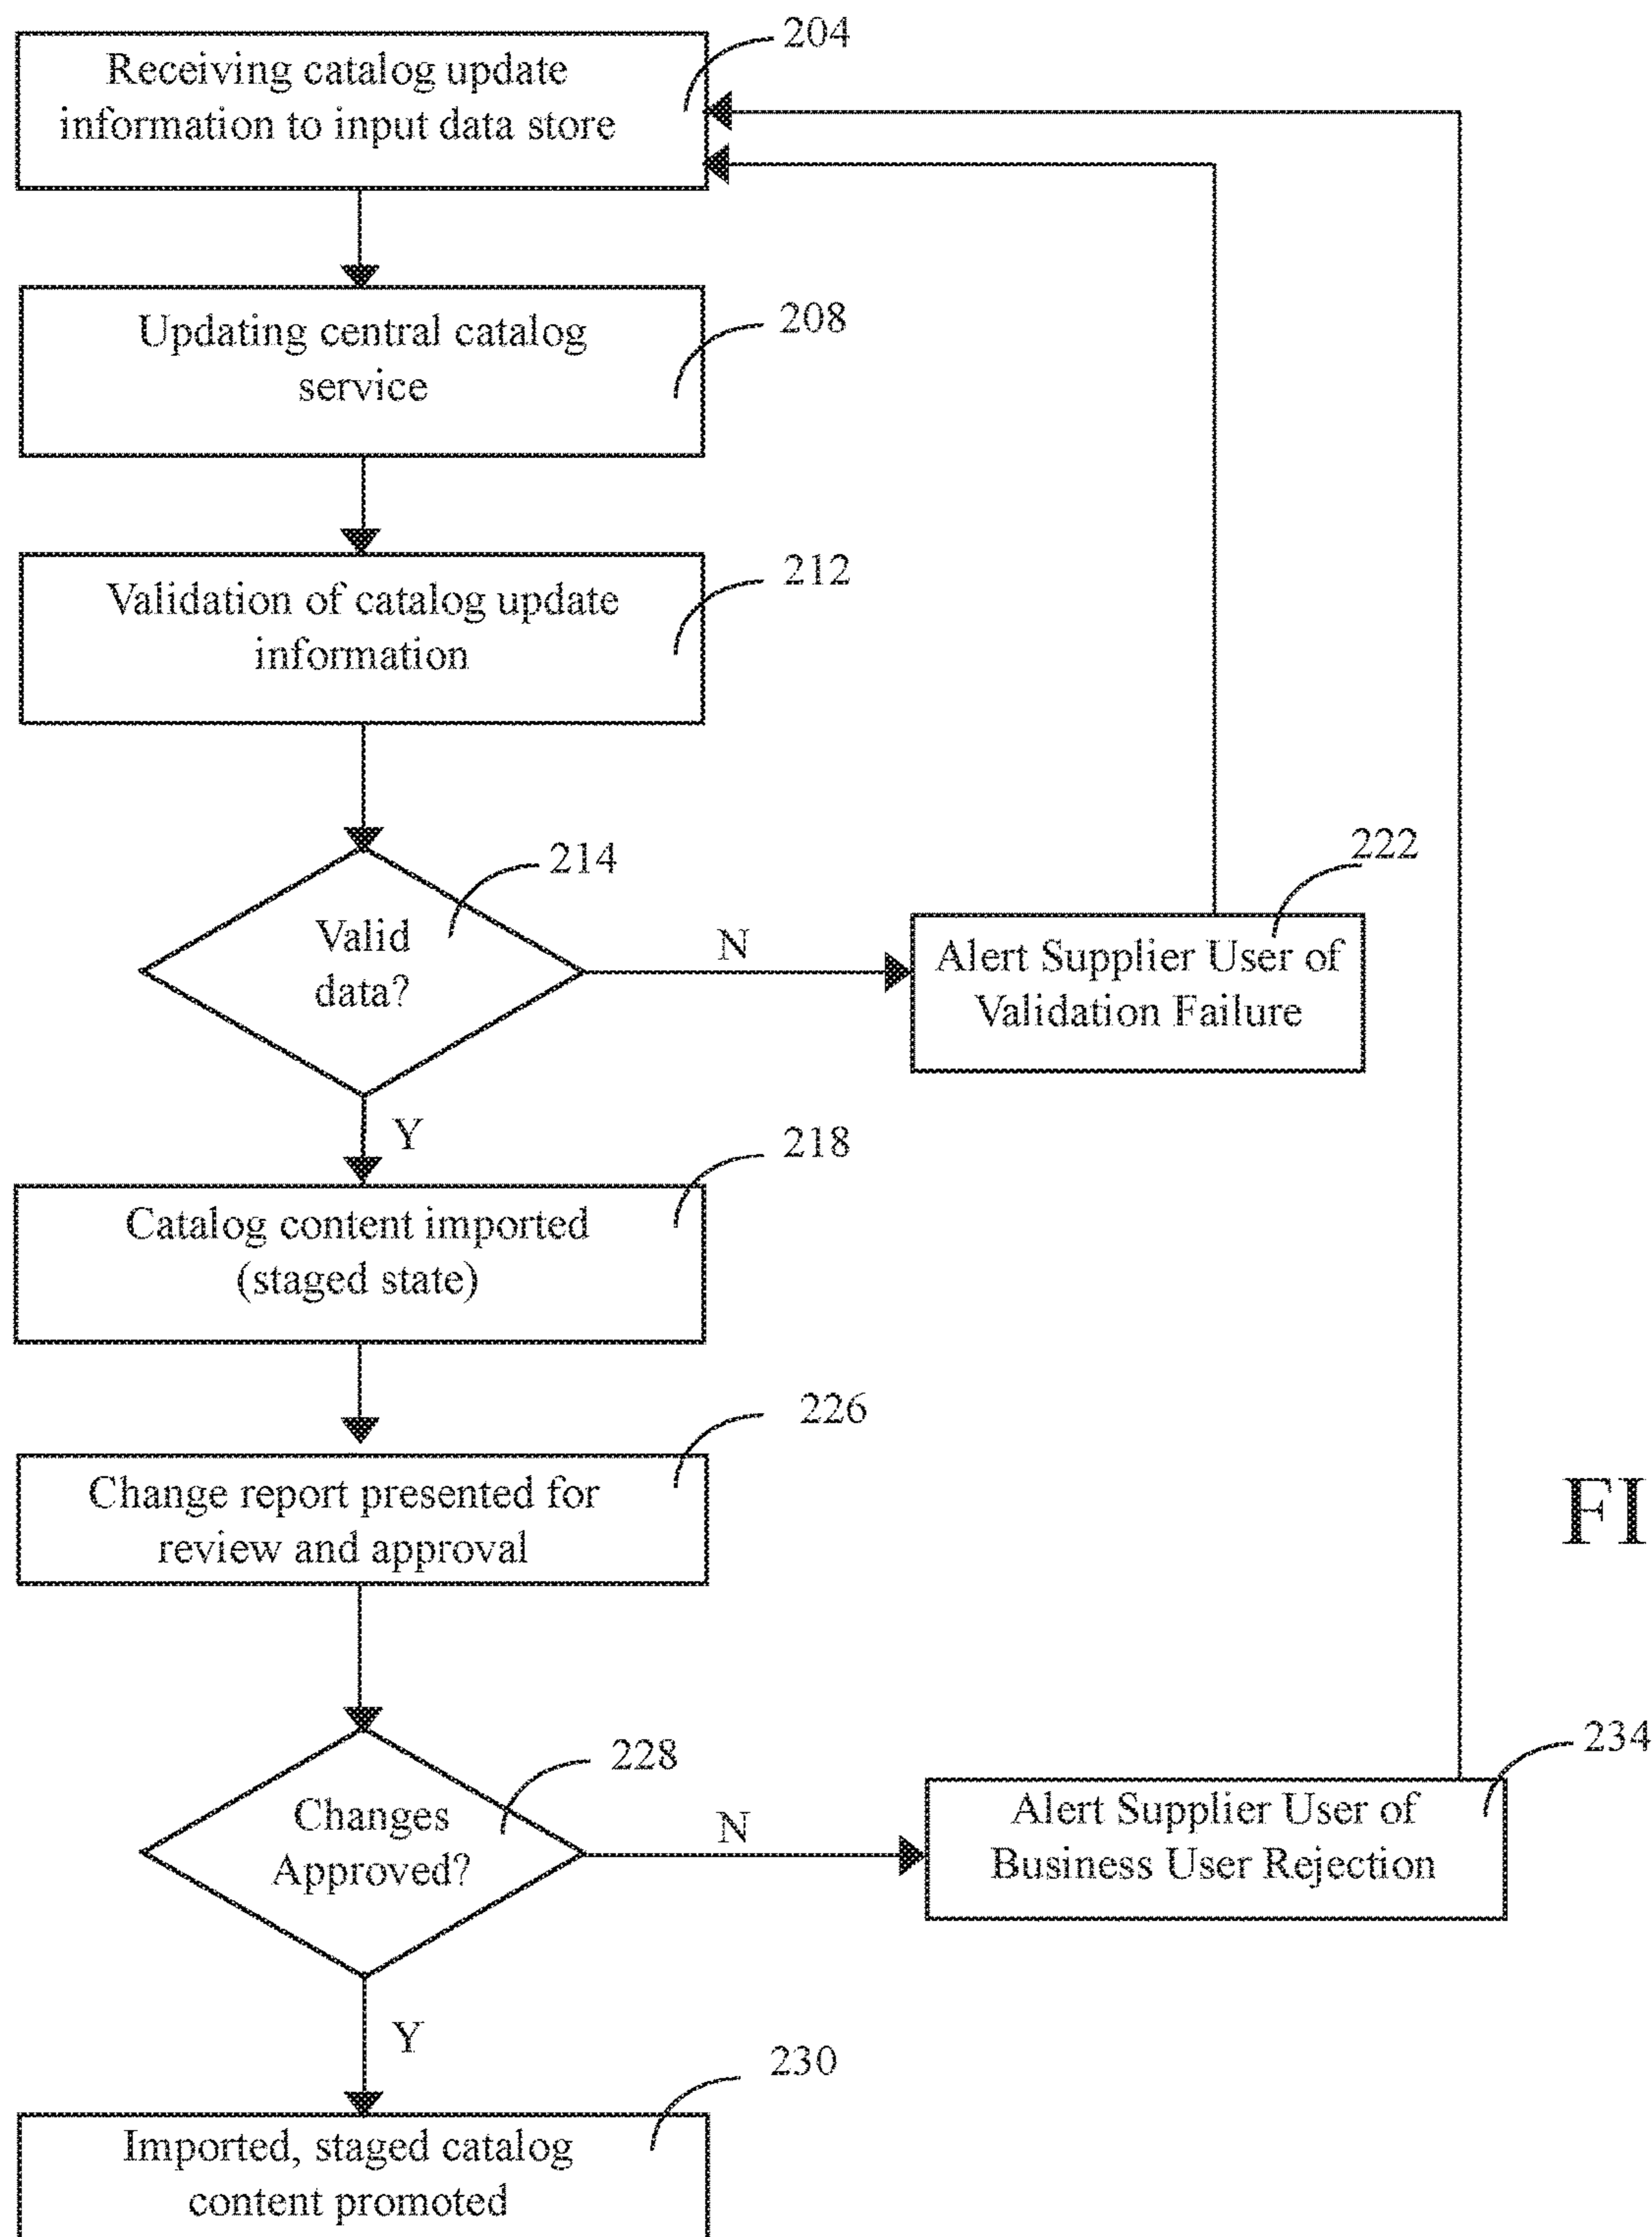 204
Receiving catalog update
information to input data store
208
Updating central catalog
service
212
Validation of catalog update
information
214
Valid
data?
N
222
Alert Supplier User of
Validation Failure
Y
218
Catalog content imported
(staged state)
226
Change report presented for
review and approval
FI
228
Changes
Approved?
N
234
Alert Supplier User of
Business User Rejection
Y
230
Imported, staged catalog
content promoted